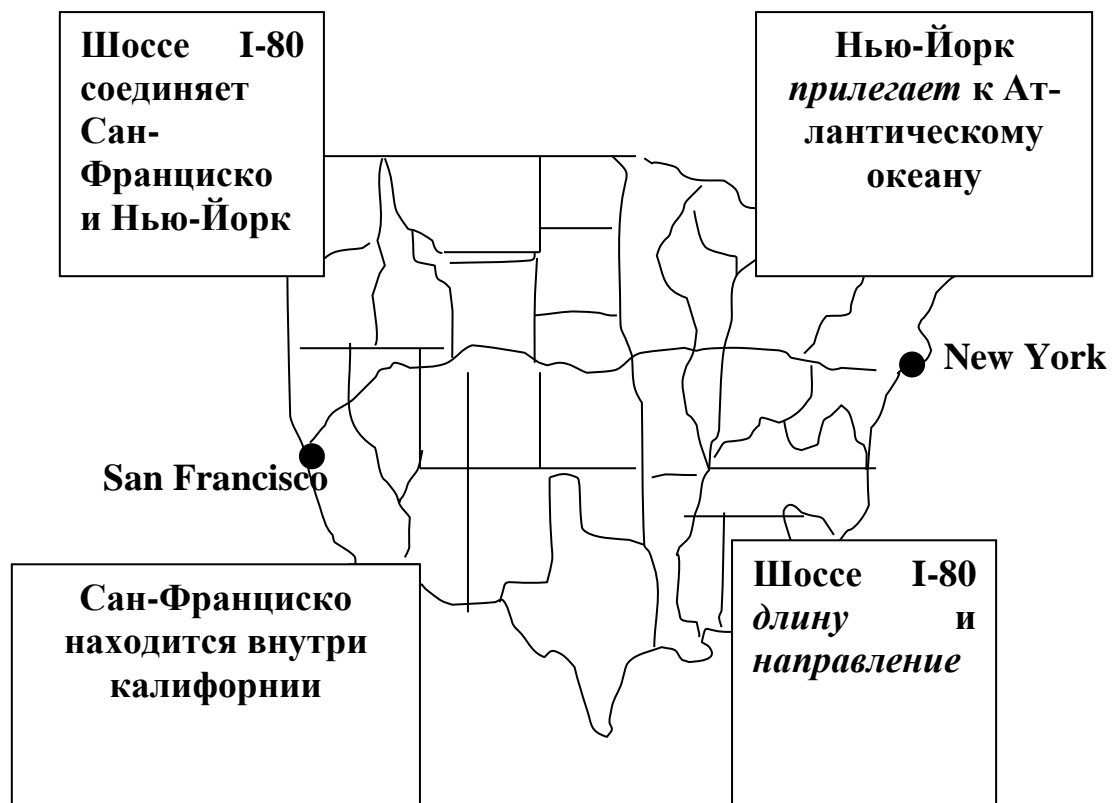 Шоссе I-80
соединяет
Сан-
Франциско
и Нью-Йорк
Нью-Йорк
прилегает к Ат-
лантическому
океану
New York
San Francisco
Сан-Франциско
находится внутри
калифорнии
Шоссе I-80
длину и
направление